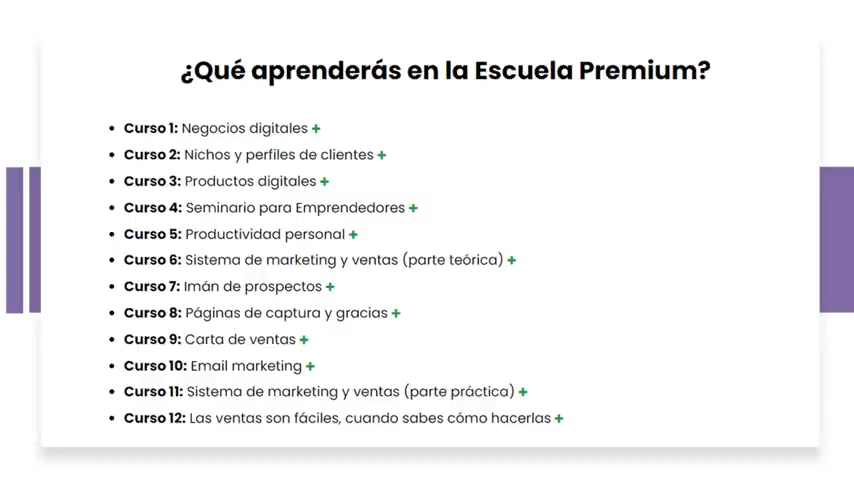 ¿Qué aprenderás en la Escuela Premium?
• Curso 1: Negocios digitales +
• Curso 2: Nichos y perfiles de clientes +
• Curso 3: Productos digitales +
• Curso 4: Seminario para Emprendedores +
• Curso 5: Productividad personal +
• Curso 6: Sistema de marketing y ventas (parte teórica) +
• Curso 7: Imán de prospectos +
• Curso 8: Páginas de captura y gracias +
• Curso 9: Carta de ventas +
• Curso 10: Email marketing +
• Curso 11: Sistema de marketing y ventas (parte práctica) +
• Curso 12: Las ventas son fáciles, cuando sabes cómo hacerlas +